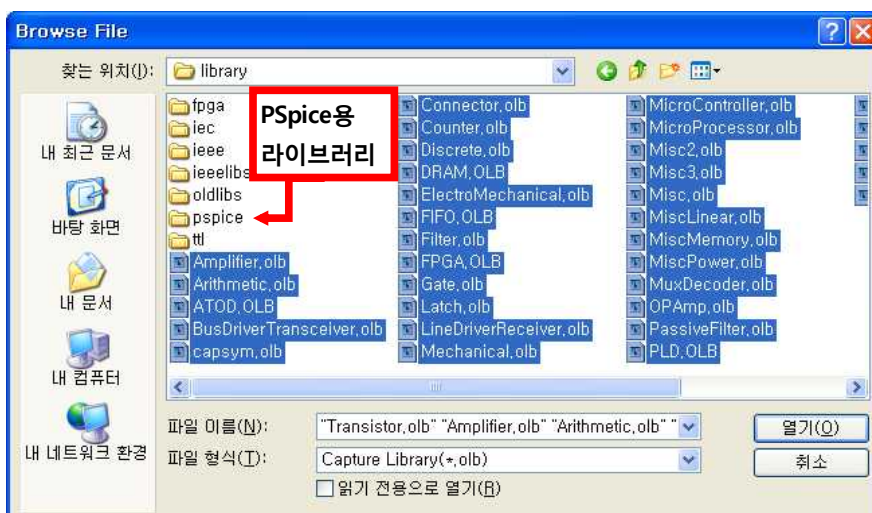 Browse File
찾는 위치(I):
library
내 최근 문서
바탕 화면
내 문서
내 컴퓨터
내 네트워크 환경
fpga
iec
ieee
ieeelibs
oldlibs
pspice
ttl
Amplifier.olb
Arithmetic.olb
ATOD.OLB
BusDriverTransceiver.olb
capsym.olb
PSpice용
라이브러리
Connector.olb
Counter.olb
Discrete.olb
DRAM.OLB
ElectroMechanical.olb
FIFO.OLB
Filter.olb
FPGA.OLB
Gate.olb
Latch.olb
LineDriverReceiver.olb
Mechanical.olb
MicroController.olb
MicroProcessor.olb
Misc2.olb
Misc3.olb
Misc.olb
MiscLinear.olb
MiscMemory.olb
MiscPower.olb
MuxDecoder.olb
OPAmp.olb
PassiveFilter.olb
PLD.OLB
파일 이름(N):
"Transistor.olb" "Amplifier.olb" "Arithmetic.olb" "
열기(O)
파일 형식(T):
Capture Library(*.olb)
취소
읽기 전용으로 열기(R)